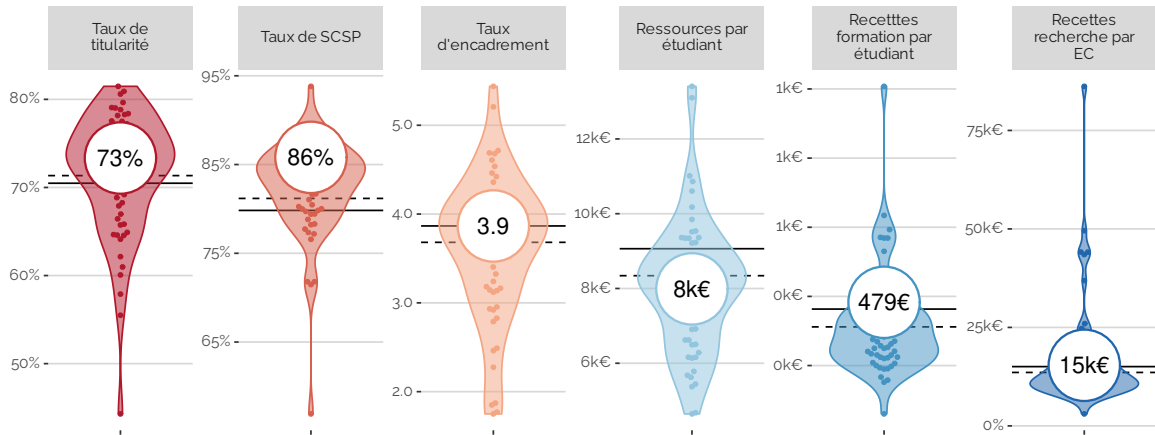 Taux de
titularité
Taux de SCSP
Taux
d'encadrement
Ressources par
étudiant
Recetttes
formation par
étudiant
Recettes
recherche par
EC
80%
70%
60%
50%
73%
95%
85%
75%
65%
86%
5.0
4.0
3.0
2.0
3.9
12k€
10k€
8k€
6k€
8k€
1k€
1k€
1k€
0k€
0k€
479€
75k€
50k€
25k€
0%
15k€